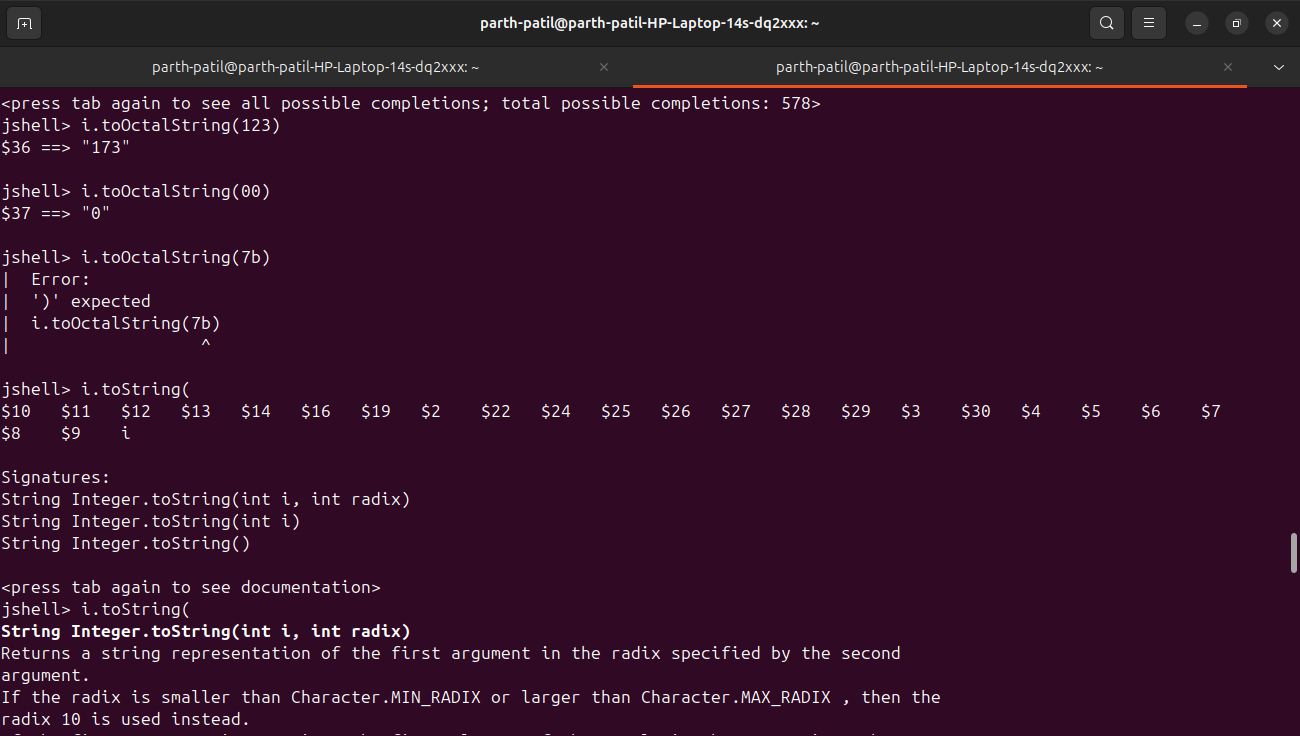 parth-patil@parth-patil-HP-Laptop-14s-dq2xxx: ~
parth-patil@parth-patil-HP-Laptop-14s-dq2xxx: ~
parth-patil@parth-patil-HP-Laptop-14s-dq2xxx: ~
<press tab again to see all possible completions; total possible completions: 578>
jshell> i.toOctalString(123)
$36 ==> "173"
jshell> i.toOctalString(00)
$37 ==> "0"
jshell> i.toOctalString(7b)
|  Error:
|  ')' expected
|  i.toOctalString(7b)
|                   ^
jshell> i.toString(
$10   $11   $12   $13   $14   $16   $19   $2    $22   $24   $25   $26   $27   $28   $29   $3    $30   $4    $5    $6    $7
$8    $9    i
Signatures:
String Integer.toString(int i, int radix)
String Integer.toString(int i)
String Integer.toString()
<press tab again to see documentation>
jshell> i.toString(
String Integer.toString(int i, int radix)
Returns a string representation of the first argument in the radix specified by the second
argument.
If the radix is smaller than Character.MIN_RADIX or larger than Character.MAX_RADIX , then the
radix 10 is used instead.